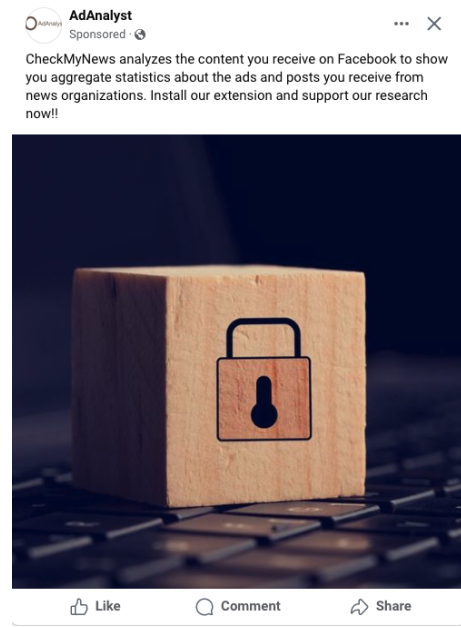 AdAnalyst
AdAnalyst
Sponsored ·
CheckMyNews analyzes the content you receive on Facebook to show
you aggregate statistics about the ads and posts you receive from
news organizations. Install our extension and support our research
now!!
Like Comment Share